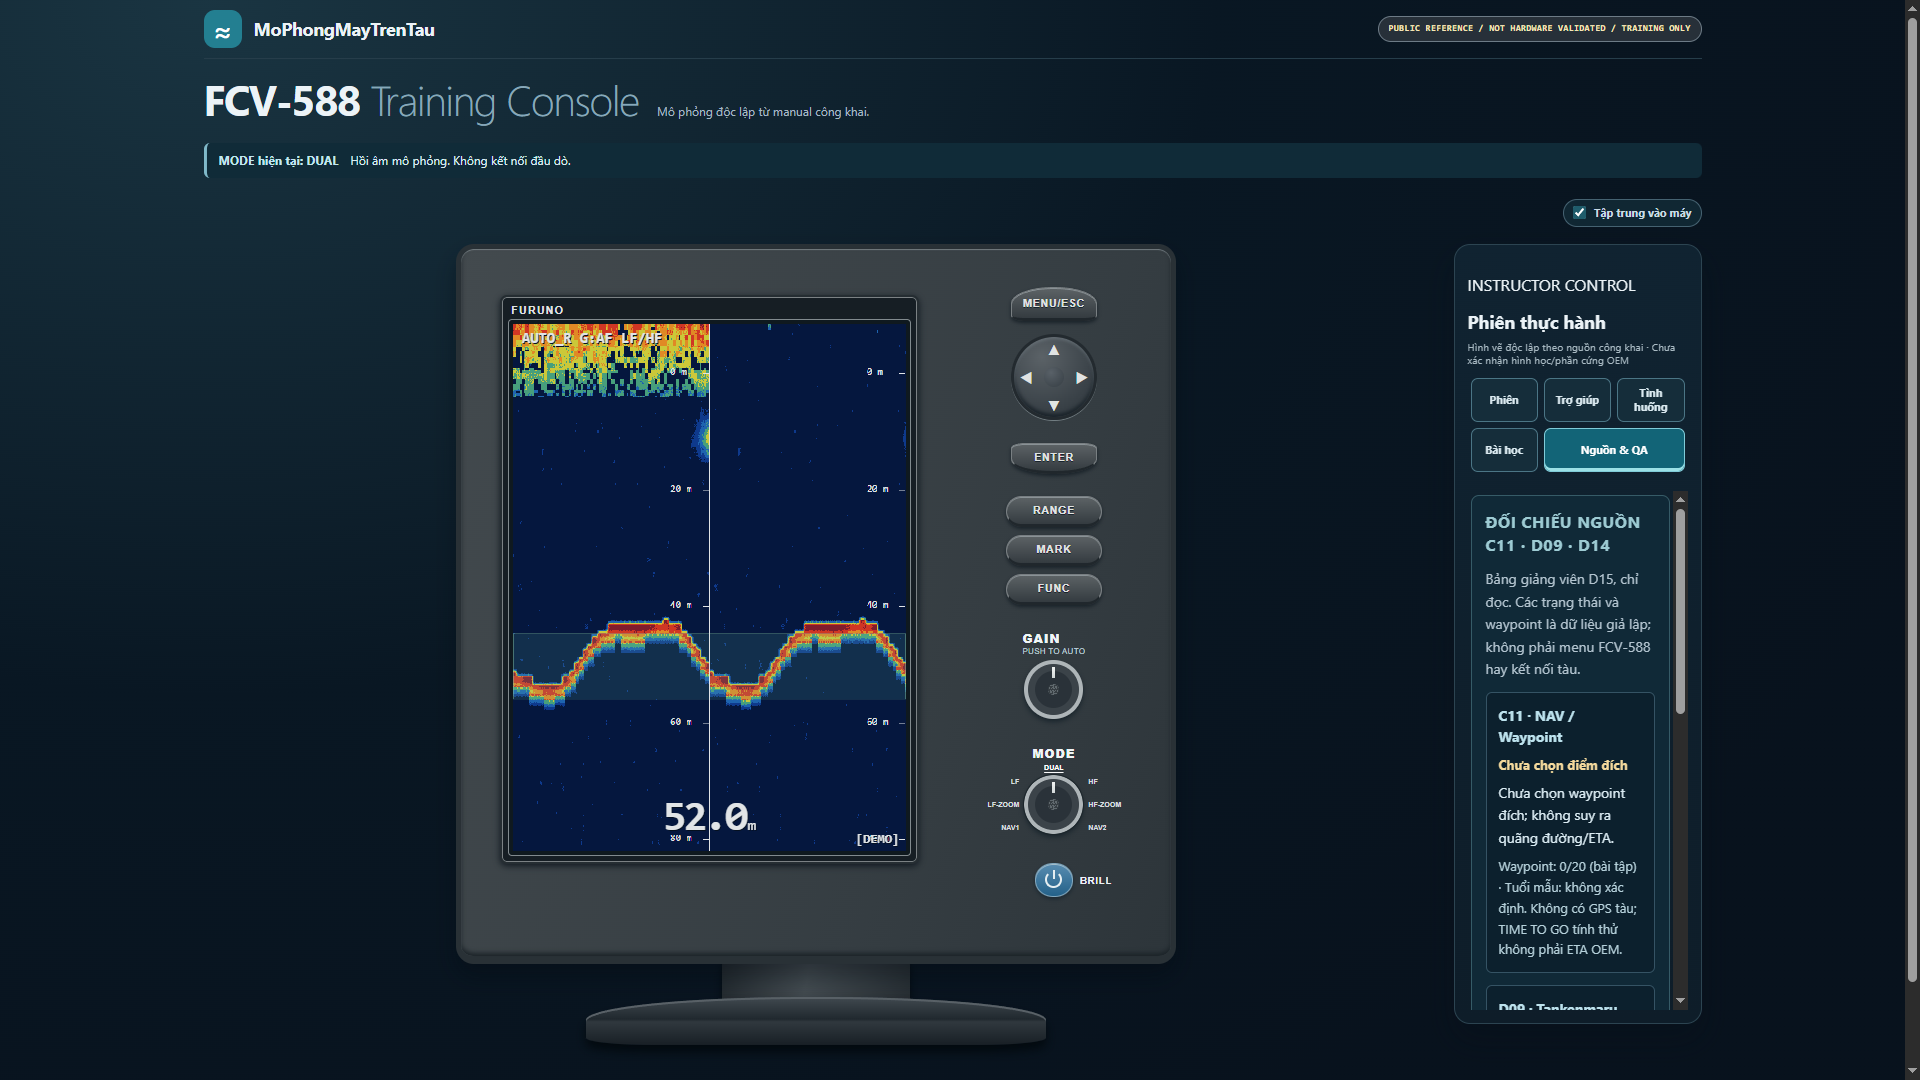 ≈ MoPhongMayTrenTau
PUBLIC REFERENCE / NOT HARDWARE VALIDATED / TRAINING ONLY
FCV-588 Training Console Mô phỏng độc lập từ manual công khai.
MODE hiện tại: DUAL Hồi âm mô phỏng. Không kết nối đầu dò.
Tập trung vào máy
FURUNO
AUTO_R G:AF LF/HF
0 m
0 m
20 m
20 m
40 m
40 m
60 m
60 m
52.0m
80 m
[DEMO]
MENU/ESC
ENTER
RANGE
MARK
FUNC
GAIN
PUSH TO AUTO
MODE
DUAL
LF
HF
LF-ZOOM
HF-ZOOM
NAV1
NAV2
BRILL
INSTRUCTOR CONTROL
Phiên thực hành
Hình vẽ độc lập theo nguồn công khai · Chưa
xác nhận hình học/phần cứng OEM
Phiên
Trợ giúp
Tình
huống
Bài học
Nguồn & QA
ĐỐI CHIẾU NGUỒN
C11 · D09 · D14
Bảng giảng viên D15, chỉ
đọc. Các trạng thái và
waypoint là dữ liệu giả lập;
không phải menu FCV-588
hay kết nối tàu.
C11 · NAV /
Waypoint
Chưa chọn điểm đích
Chưa chọn waypoint
đích; không suy ra
quãng đường/ETA.
Waypoint: 0/20 (bài tập)
· Tuổi mẫu: không xác
định. Không có GPS tàu;
TIME TO GO tính thử
không phải ETA OEM.
D09 · Tankenmaru